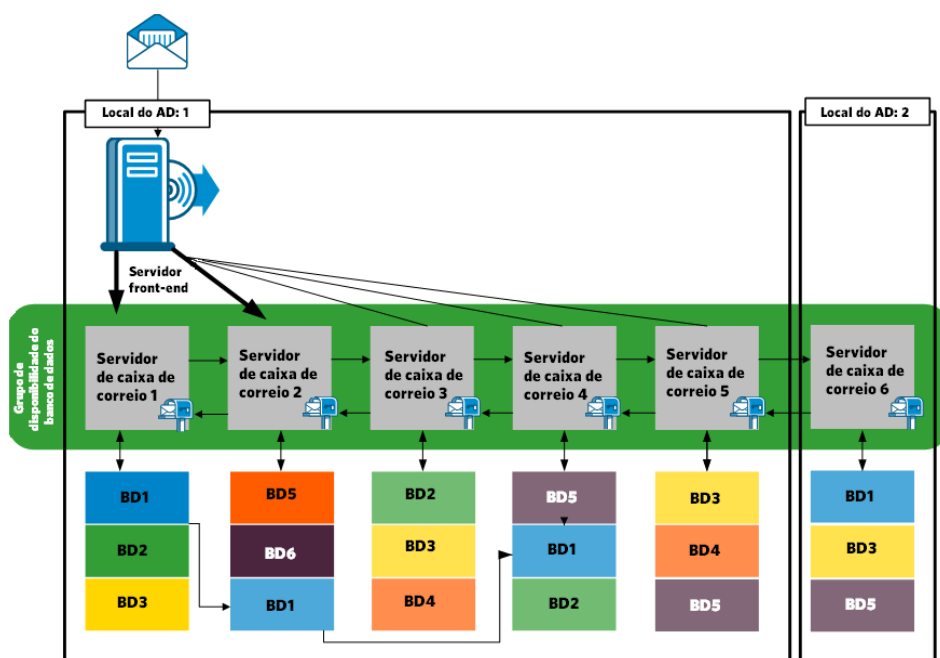 Local do AD: 1
Local do AD: 2
Servidor
front-end
Grupo de
disponibilidade do
banco de dados
Servidor
de caixa de
correio 1
Servidor
de caixa de
correio 2
Servidor
de caixa de
correio 3
Servidor
de caixa de
correio 4
Servidor
de caixa de
correio 5
Servidor
de caixa de
correio 6
BD1
BD2
BD3
BD5
BD6
BD1
BD2
BD3
BD4
BD5
BD1
BD2
BD3
BD4
BD5
BD1
BD3
BD5